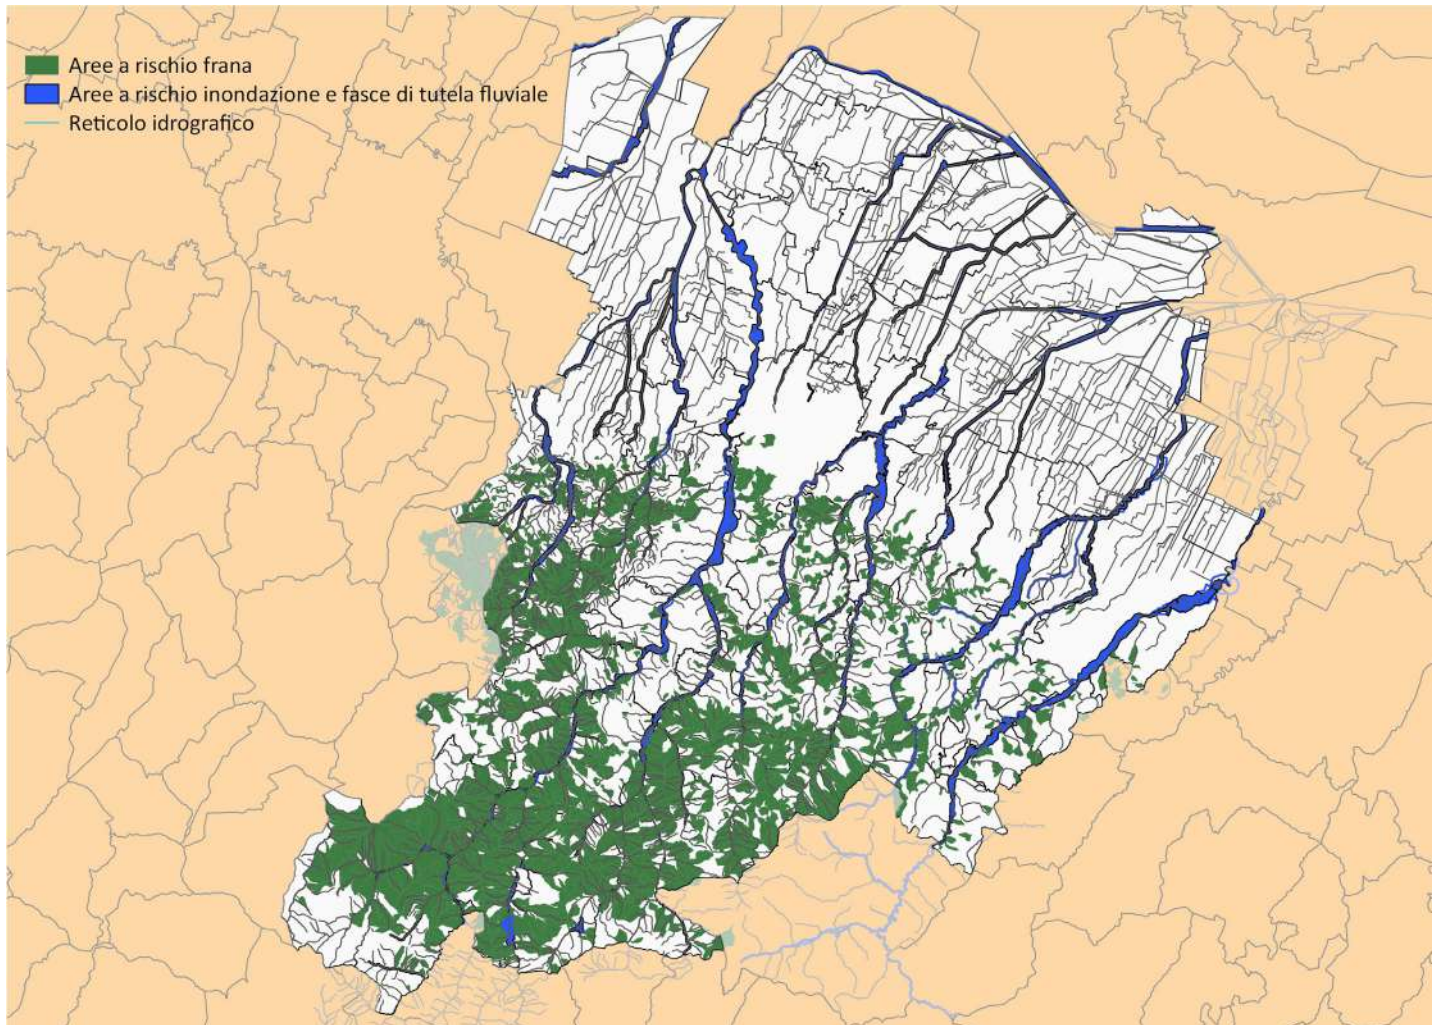 Aree a rischio frana
Aree a rischio inondazione e fasce di tutela fluviale
Reticolo idrografico